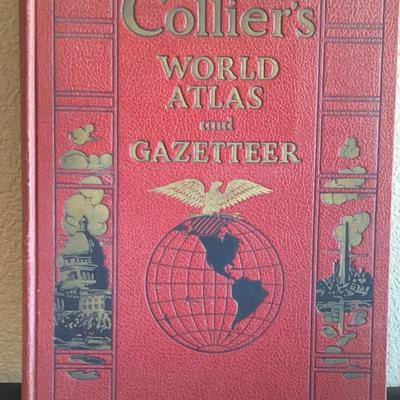 Collier's
WORLD
ATLAS
and
GAZETTEER